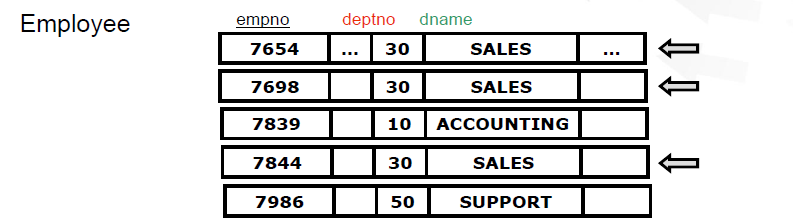 Employee
empno deptno dname
7654 ... 30 SALES ...
7698 30 SALES
7839 10 ACCOUNTING
7844 30 SALES
7986 50 SUPPORT